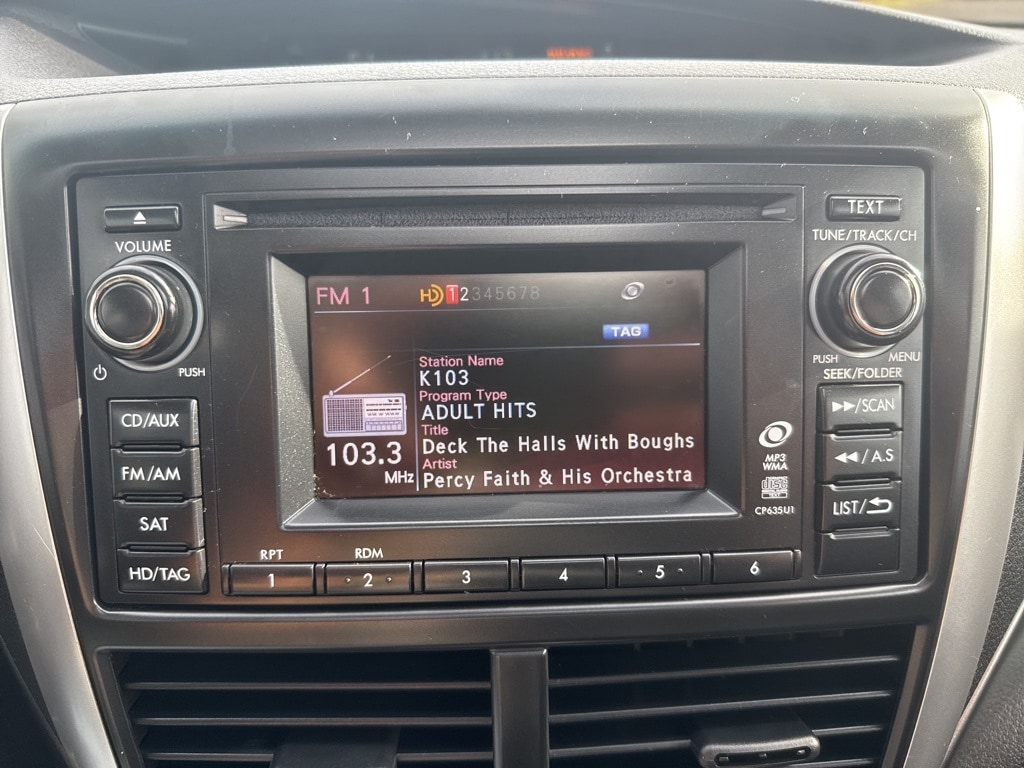 TEXT
VOLUME
TUNE/TRACK/CH
FM 1
HD 12345678
TAG
PUSH
PUSH
MENU
SEEK/FOLDER
Station Name
K103
Program Type
ADULT HITS
Title
Deck The Halls With Boughs
Artist
Percy Faith & His Orchestra
103.3
MHz
CD/AUX
FM/AM
SAT
HD/TAG
/SCAN
/A.S
LIST/
MP3
WMA
disc
TEXT
CP635U1
RPT
RDM
1
2
3
4
5
6